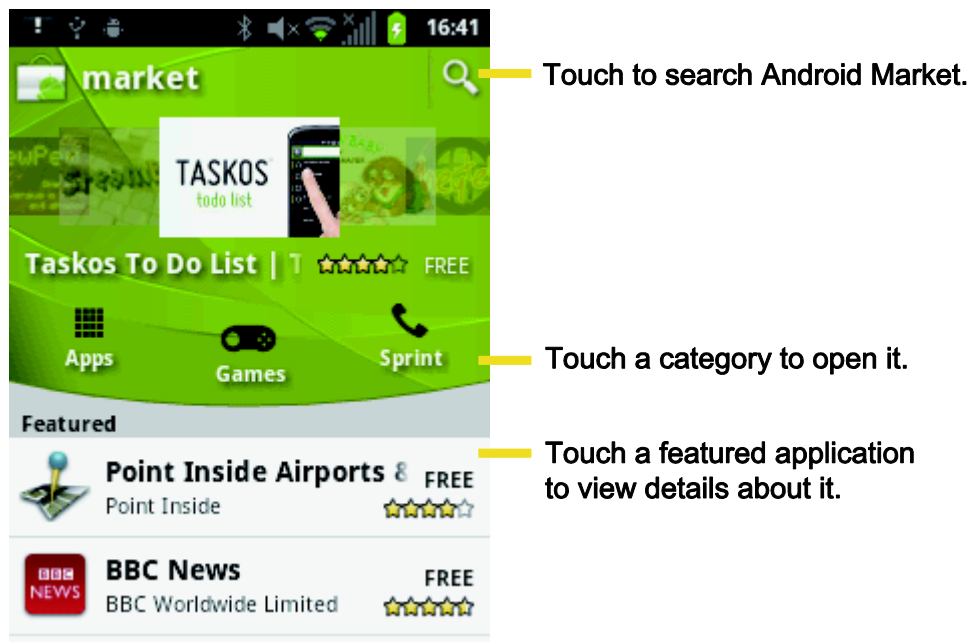 16:41
market
Touch to search Android Market.
TASKOS
todo list
Taskos To Do List | T
FREE
Apps
Games
Sprint
Touch a category to open it.
Featured
Touch a featured application
to view details about it.
Point Inside Airports &
FREE
Point Inside
BBC
NEWS
BBC News
FREE
BBC Worldwide Limited